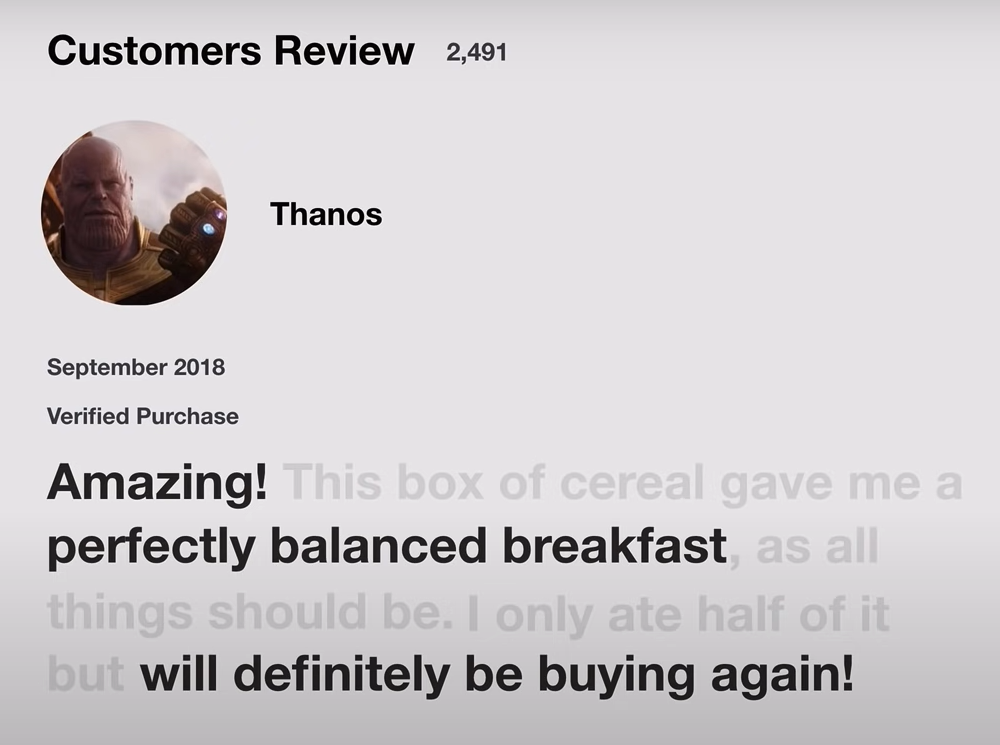 Customers Review 2,491
Thanos
September 2018
Verified Purchase
Amazing! This box of cereal gave me a
perfectly balanced breakfast, as all
things should be. I only ate half of it
but will definitely be buying again!